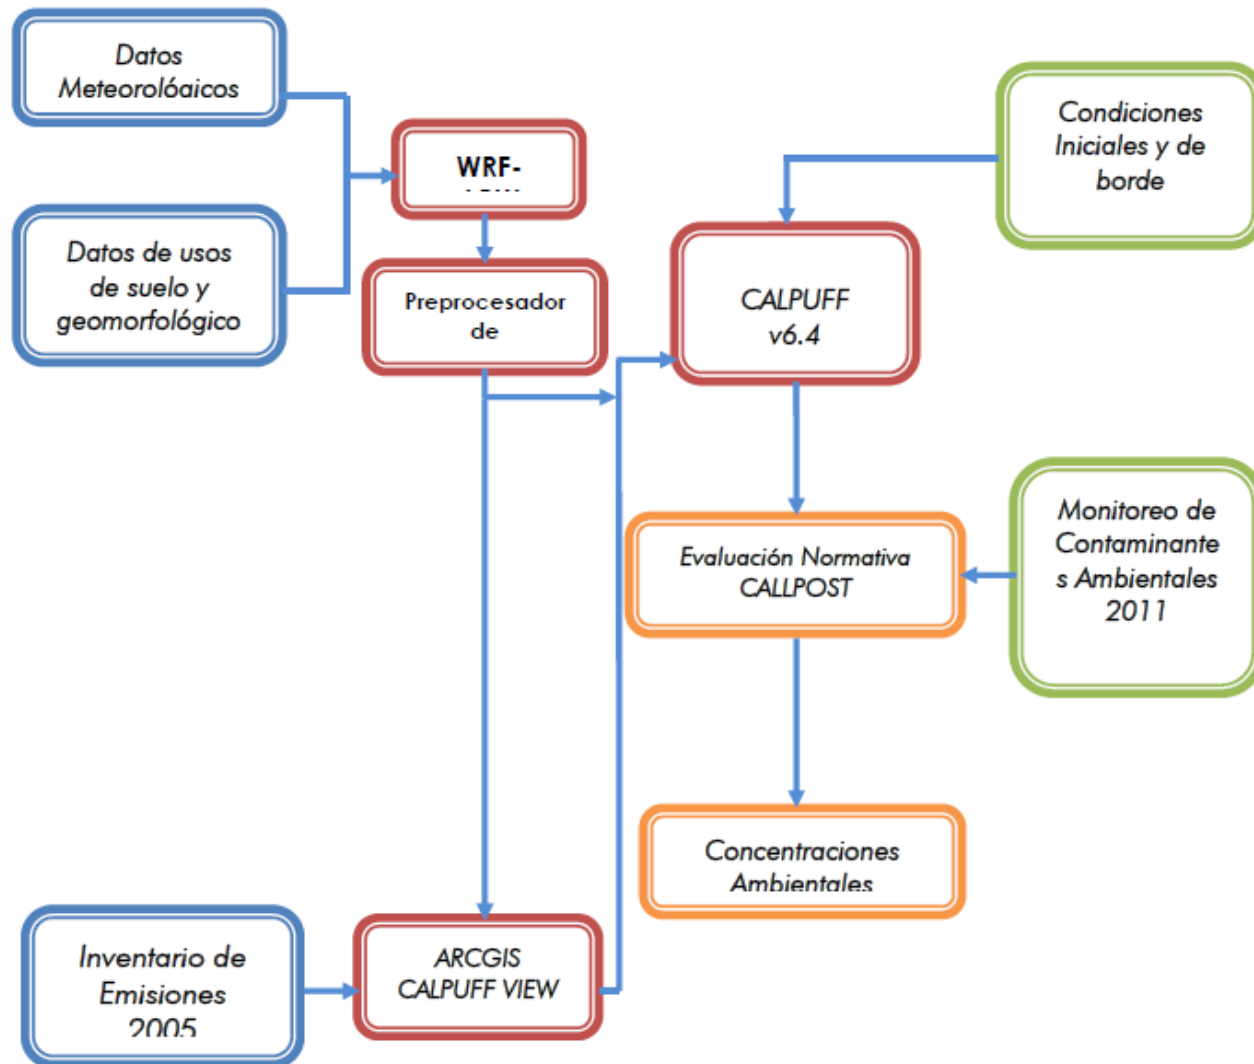 Datos
Meteorolóaicos
Datos de usos
de suelo y
geomorfológico
WRF-
Preprocesador
de
Condiciones
Iniciales y de
borde
CALPUFF
v6.4
Evaluación Normativa
CALLPOST
Monitoreo de
Contaminante
s Ambientales
2011
Concentraciones
Ambientales
Inventario de
Emisiones
2005
ARCGIS
CALPUFF VIEW